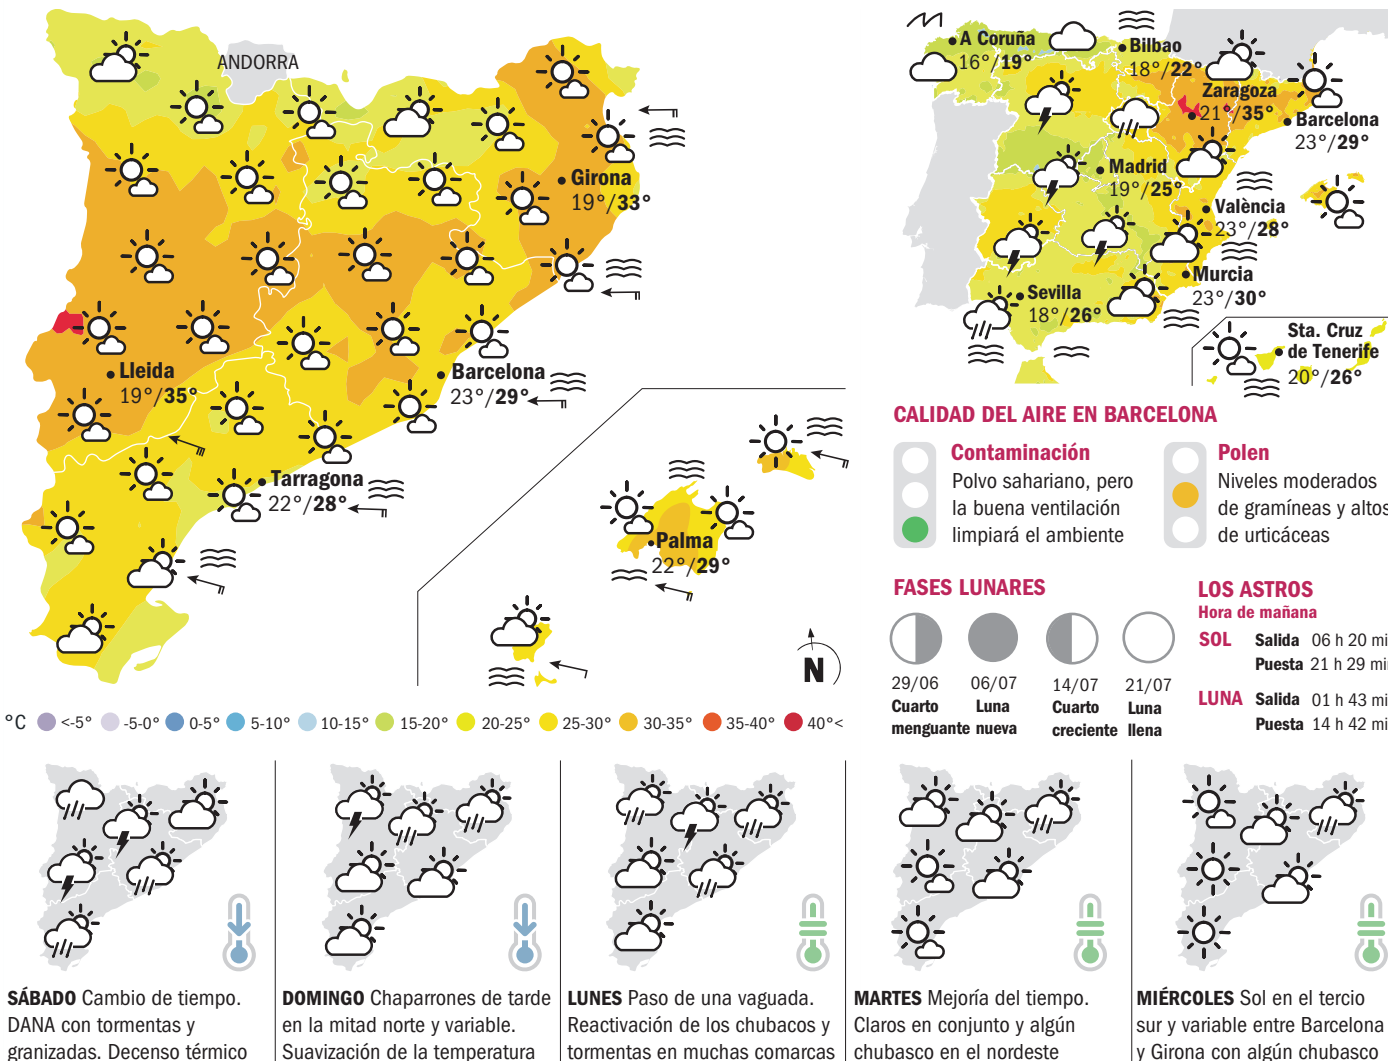 ANDORRA
Girona
19°/33°
Lleida
19°/35°
Barcelona
23°/29°
Tarragona
22°/28°
Palma
22°/29°
N
A Coruña
16°/19°
Bilbao
18°/22°
Zaragoza
21°/35°
Barcelona
23°/29°
Madrid
19°/25°
València
23°/28°
Murcia
23°/30°
Sevilla
18°/26°
Sta. Cruz
de Tenerife
20°/26°
CALIDAD DEL AIRE EN BARCELONA
Contaminación
Polvo sahariano, pero
la buena ventilación
limpiará el ambiente
Polen
Niveles moderados
de gramíneas y altos
de urticáceas
FASES LUNARES
29/06
Cuarto
menguante
06/07
Luna
nueva
14/07
Cuarto
creciente
21/07
Luna
llena
LOS ASTROS
Hora de mañana
SOL Salida 06 h 20 mi
Puesta 21 h 29 mi
LUNA Salida 01 h 43 mi
Puesta 14 h 42 mi
°C <-5° -5-0° 0-5° 5-10° 10-15° 15-20° 20-25° 25-30° 30-35° 35-40° 40°<
SÁBADO Cambio de tiempo.
DANA con tormentas y
granizadas. Decenso térmico
DOMINGO Chaparrones de tarde
en la mitad norte y variable.
Suavización de la temperatura
LUNES Paso de una vaguada.
Reactivación de los chubacos y
tormentas en muchas comarcas
MARTES Mejoría del tiempo.
Claros en conjunto y algún
chubasco en el nordeste
MIÉRCOLES Sol en el tercio
sur y variable entre Barcelona
y Girona con algún chubasco